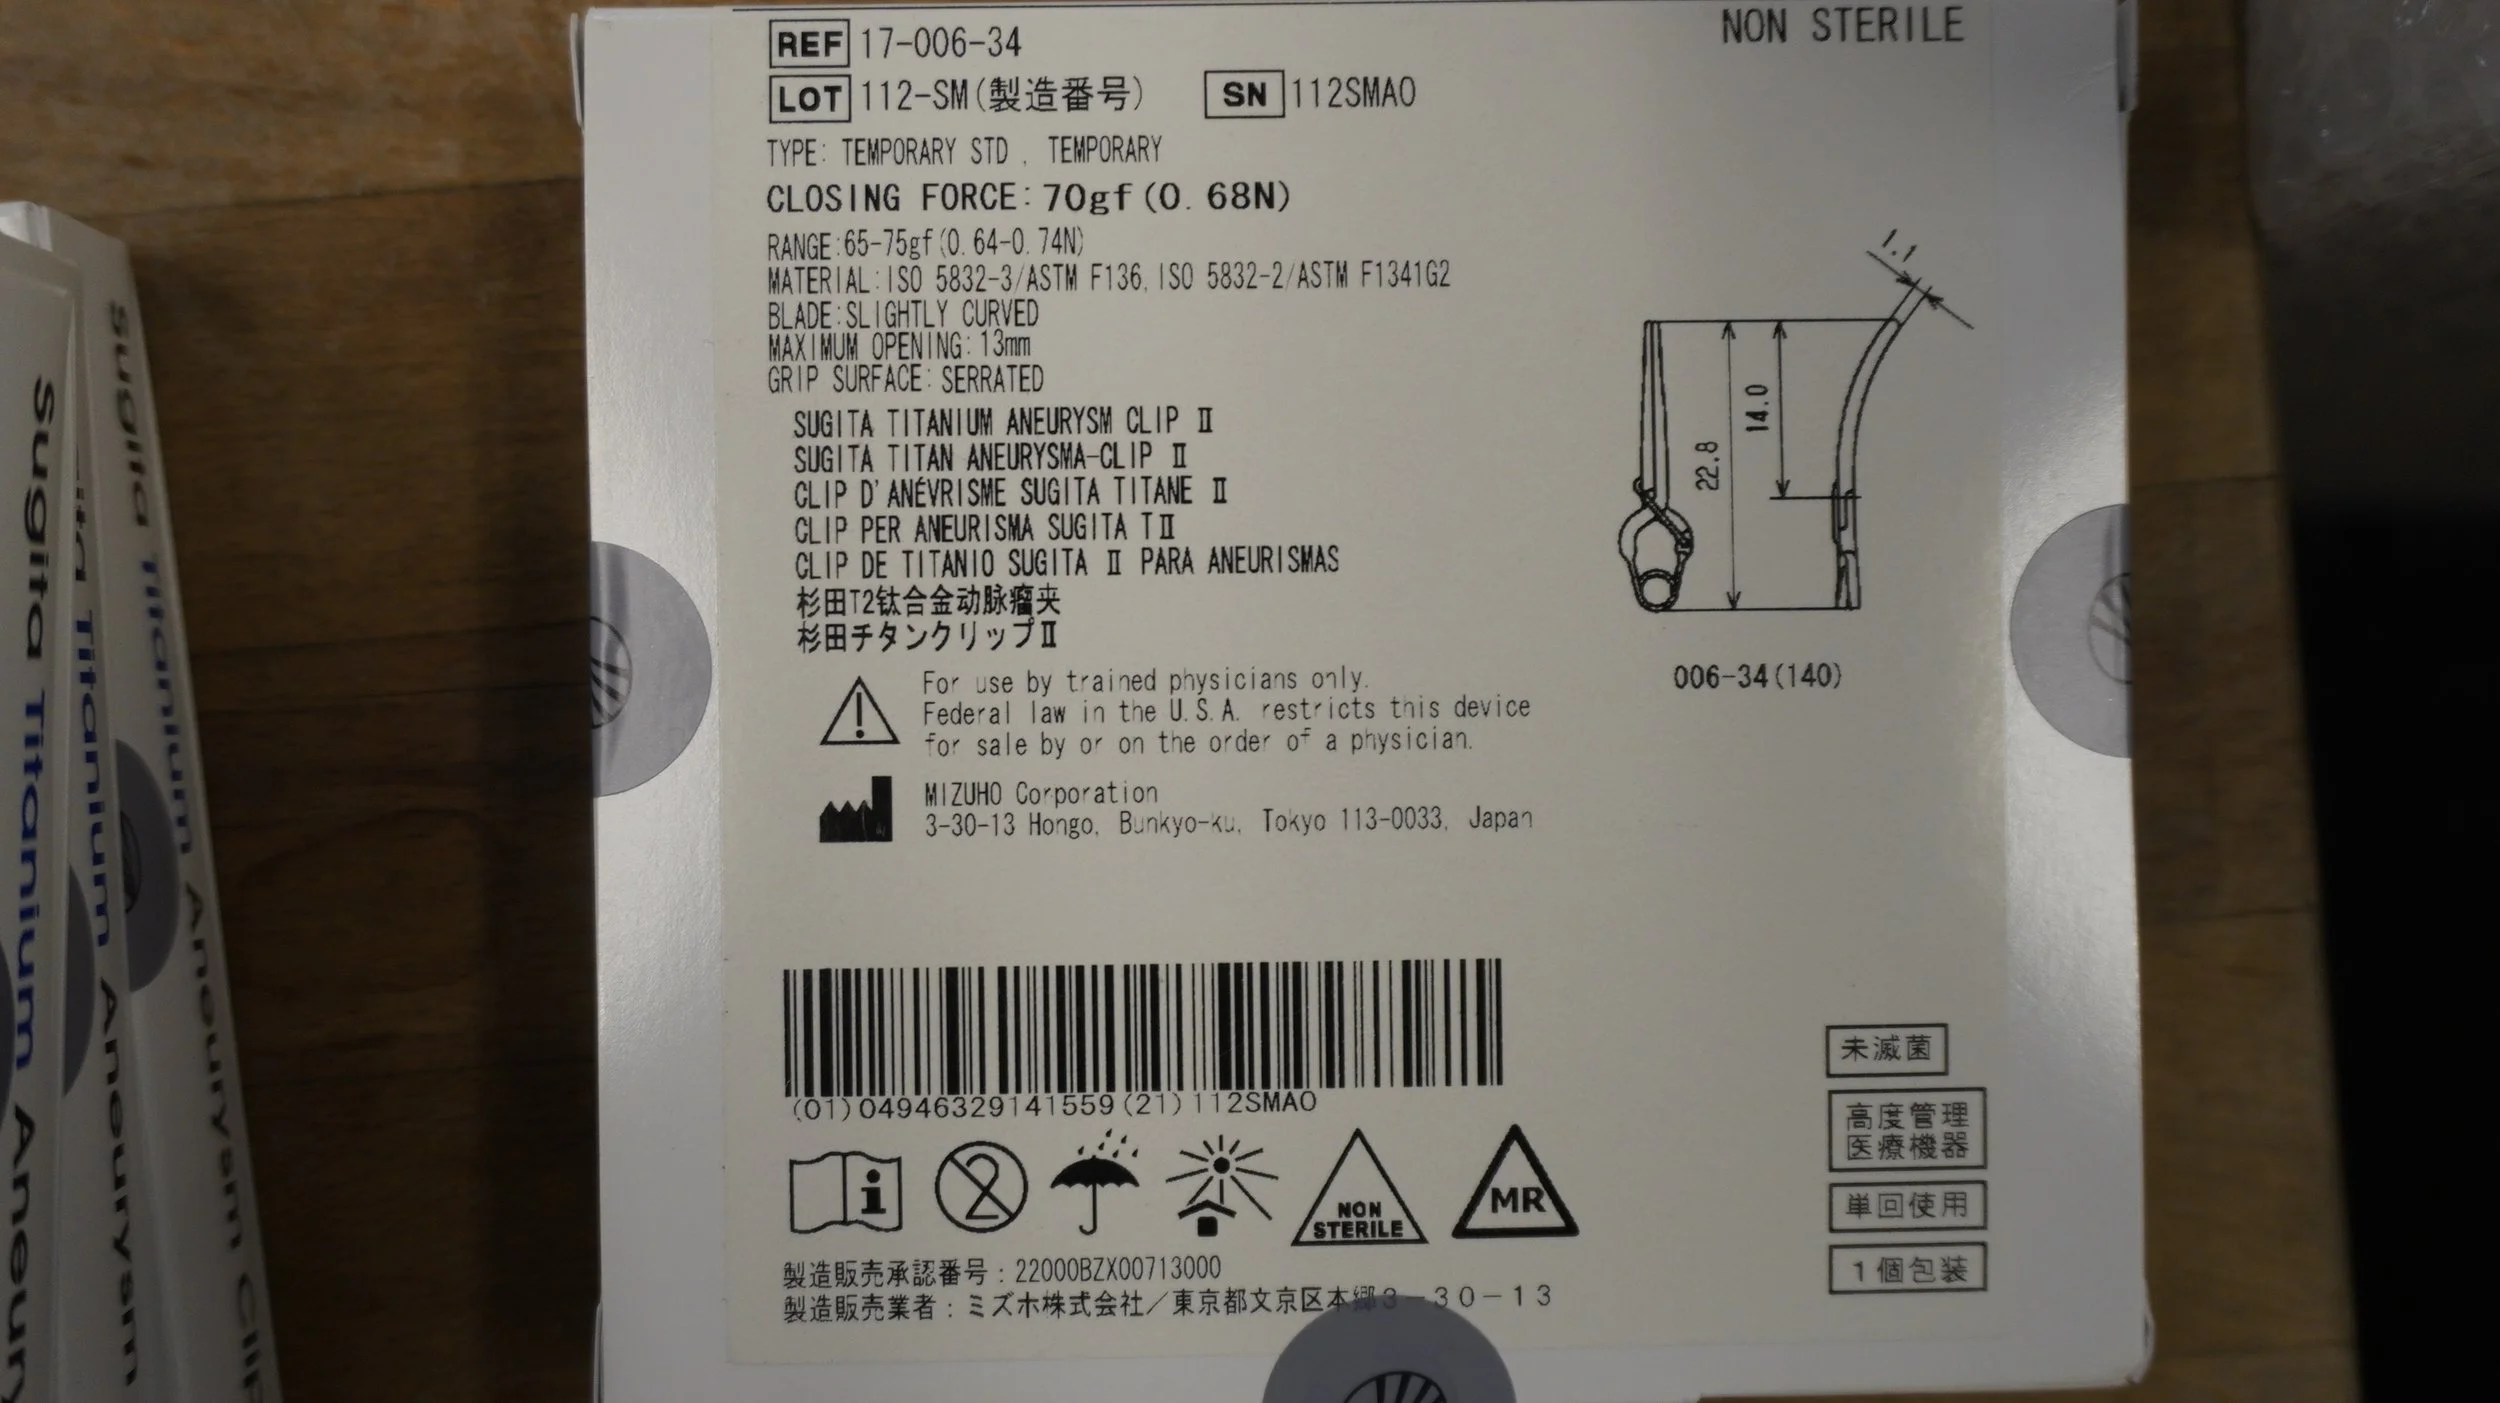 REF 17-006-34
NON STERILE
LOT 112-SM(製造番号) SN 112SMA0
TYPE: TEMPORARY STD , TEMPORARY
CLOSING FORCE: 70gf (0. 68N)
RANGE:65-75gf(0.64-0.74N)
MATERIAL:ISO 5832-3/ASTM F136, ISO 5832-2/ASTM F1341G2
BLADE:SLIGHTLY CURVED
MAXIMUM OPENING: 13mm
GRIP SURFACE: SERRATED
SUGITA TITANIUM ANEURYSM CLIP Ⅱ
SUGITA TITAN ANEURYSMA-CLIP Ⅱ
CLIP D'ANÉVRISME SUGITA TITANE Ⅱ
CLIP PER ANEURISMA SUGITA TⅡ
CLIP DE TITANIO SUGITA Ⅱ PARA ANEURISMAS
杉田T2钛合金动脉瘤夹
杉田チタンクリップⅡ
1.1
14.0
22.8
006-34(140)
For use by trained physicians only.
Federal law in the U.S.A. restricts this device
for sale by or on the order of a physician.
MIZUHO Corporation
3-30-13 Hongo, Bunkyo-ku, Tokyo 113-0033, Japan
(01)04946329141559(21)112SMA0
NON
STERILE
MR
未滅菌
高度管理
医療機器
単回使用
1個包装
製造販売承認番号：22000BZX00713000
製造販売業者：ミズホ株式会社／東京都文京区本郷3－30－13
Sugita Titanium Aneurysm Clip
Titanium Aneurysm
Sugita Titanium Aneury